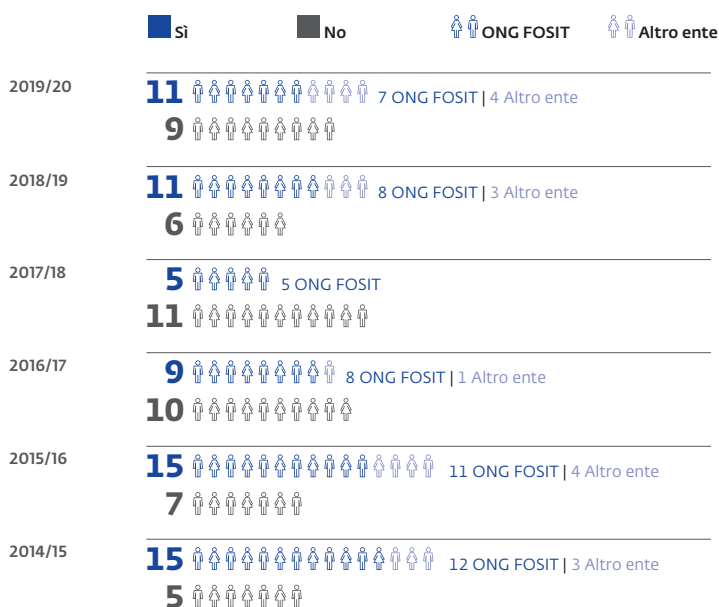 Sì No ONG FOSIT Altro ente
2019/20
11 7 ONG FOSIT | 4 Altro ente
9
2018/19
11 8 ONG FOSIT | 3 Altro ente
6
2017/18
5 5 ONG FOSIT
11
2016/17
9 8 ONG FOSIT | 1 Altro ente
10
2015/16
15 11 ONG FOSIT | 4 Altro ente
7
2014/15
15 12 ONG FOSIT | 3 Altro ente
5